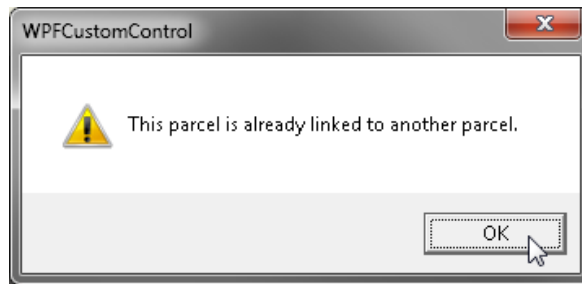 WPFCustomControl
This parcel is already linked to another parcel.
OK